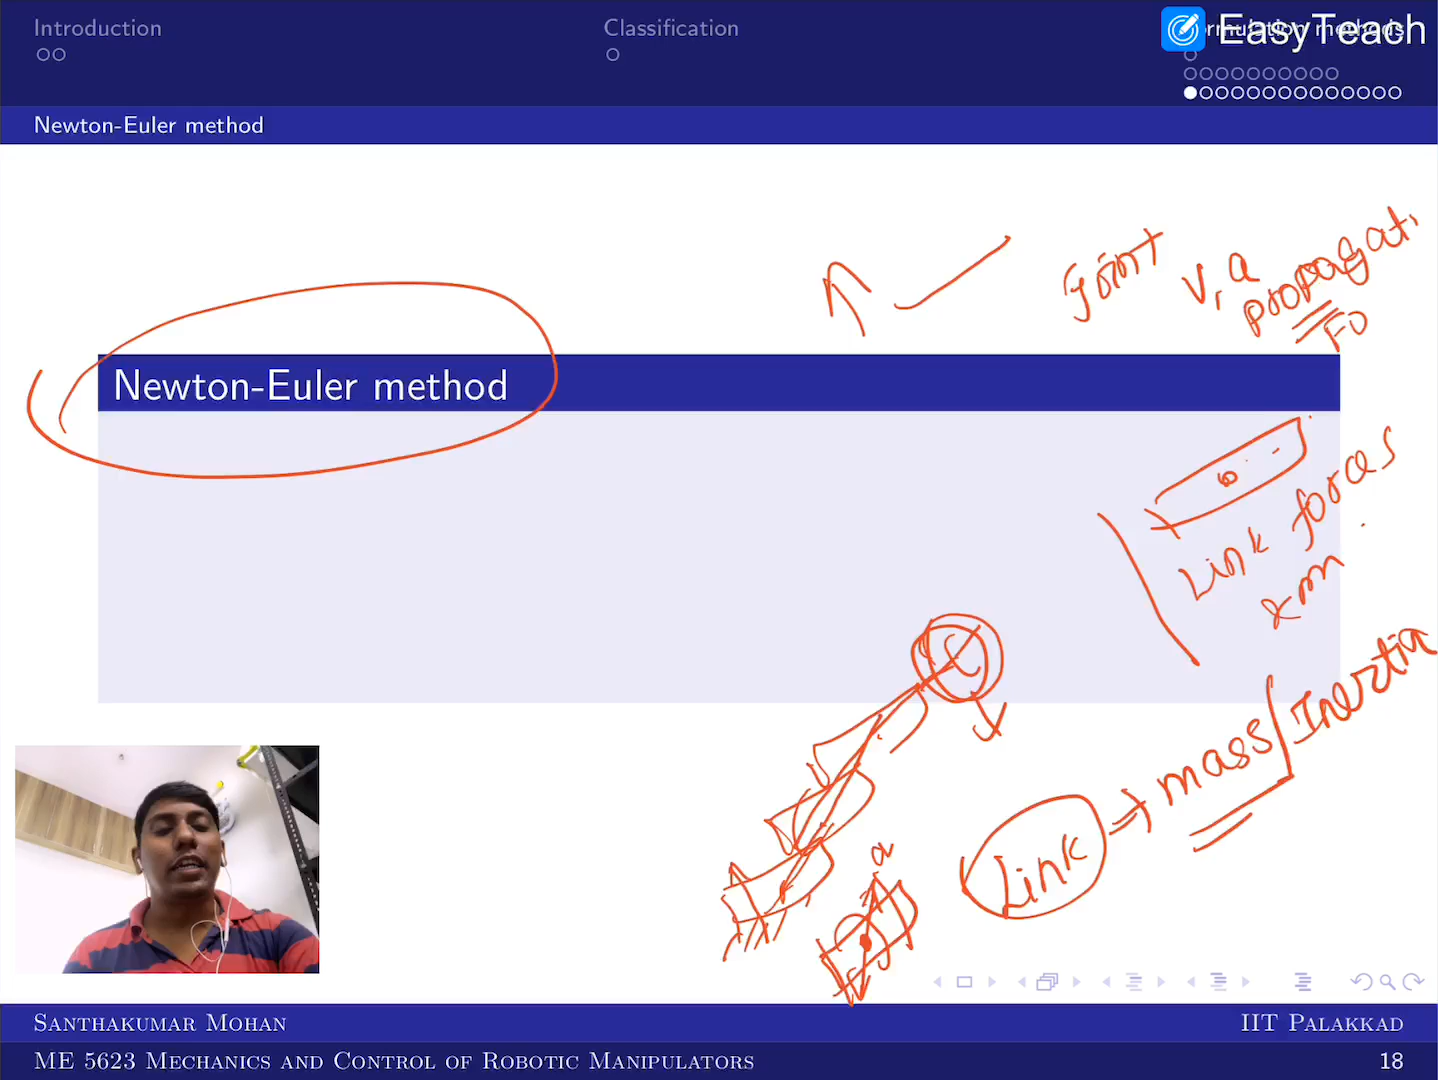 Introduction
Classification
EasyTeach
Newton-Euler method
Joint v, a
propagati
Newton-Euler method
Link forces
& m
Link ⇒ mass/Inertia
a
SANTHAKUMAR MOHAN
IIT PALAKKAD
ME 5623 MECHANICS AND CONTROL OF ROBOTIC MANIPULATORS
18